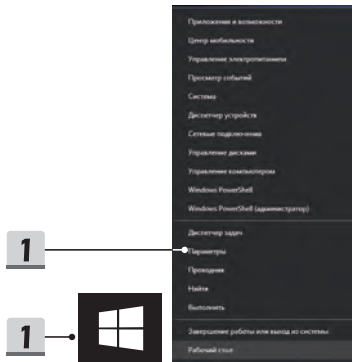 Приложения и возможности
Центр мобильности
Управление электропитанием
Просмотр событий
Система
Диспетчер устройств
Сетевые подключения
Управление дисками
Управление компьютером
Windows PowerShell
Windows PowerShell (администратор)
Диспетчер задач
1 Параметры
Проводник
Найти
Выполнить
1
Завершение работы или выход из системы
Рабочий стол